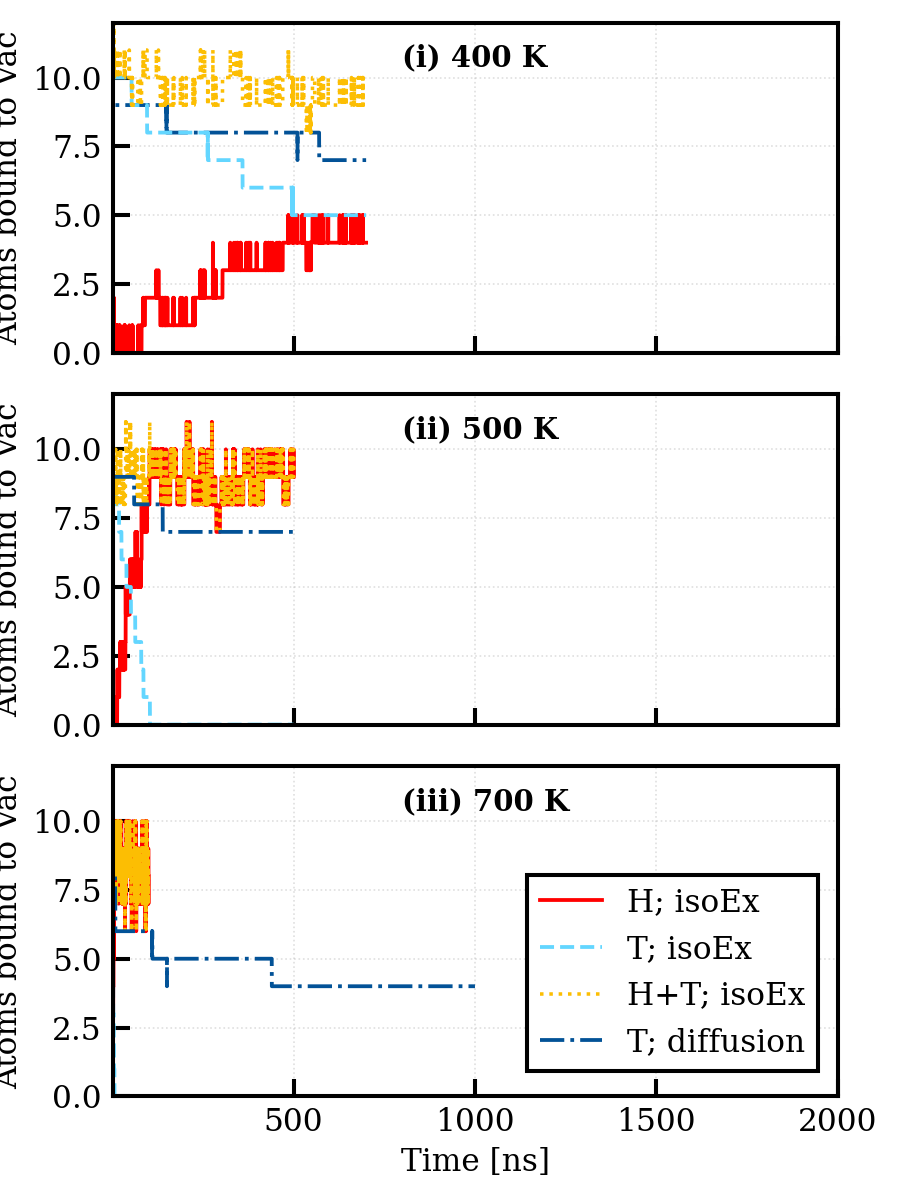 (i) 400 K
Atoms bound to Vac
10.0
7.5
5.0
2.5
0.0
(ii) 500 K
Atoms bound to Vac
10.0
7.5
5.0
2.5
0.0
(iii) 700 K
Atoms bound to Vac
10.0
7.5
5.0
2.5
0.0
H; isoEx
T; isoEx
H+T; isoEx
T; diffusion
500 1000 1500 2000
Time [ns]